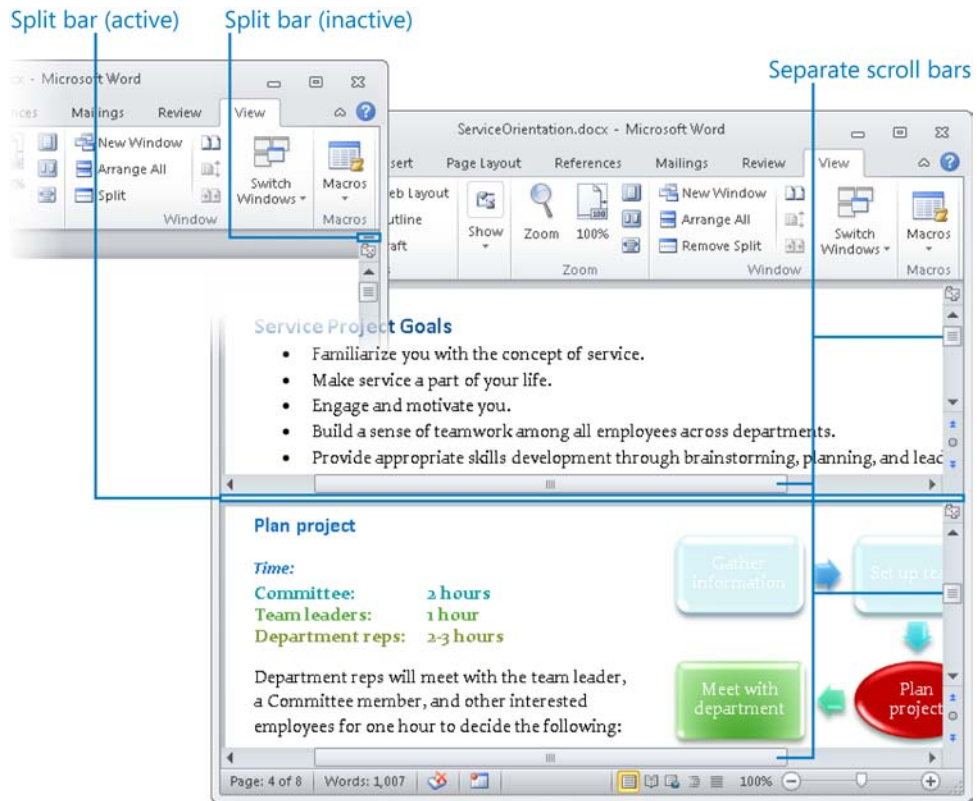 Split bar (active) Split bar (inactive)
Separate scroll bars
- Microsoft Word
Mailings Review View
New Window
Arrange All
Split
Switch Windows
Macros
Window Macros
ServiceOrientation.docx - Microsoft Word
sert Page Layout References Mailings Review View
eb Layout
utline
raft
Show
Zoom
100%
New Window
Arrange All
Remove Split
Switch Windows
Macros
Zoom Window Macros
Service Project Goals
• Familiarize you with the concept of service.
• Make service a part of your life.
• Engage and motivate you.
• Build a sense of teamwork among all employees across departments.
• Provide appropriate skills development through brainstorming, planning, and lead
Plan project
Time:
Committee: 2 hours
Team leaders: 1 hour
Department reps: 2-3 hours
Department reps will meet with the team leader,
a Committee member, and other interested
employees for one hour to decide the following:
Gather
information
Set up tea
Meet with
department
Plan
project
Page: 4 of 8 Words: 1,007 100%